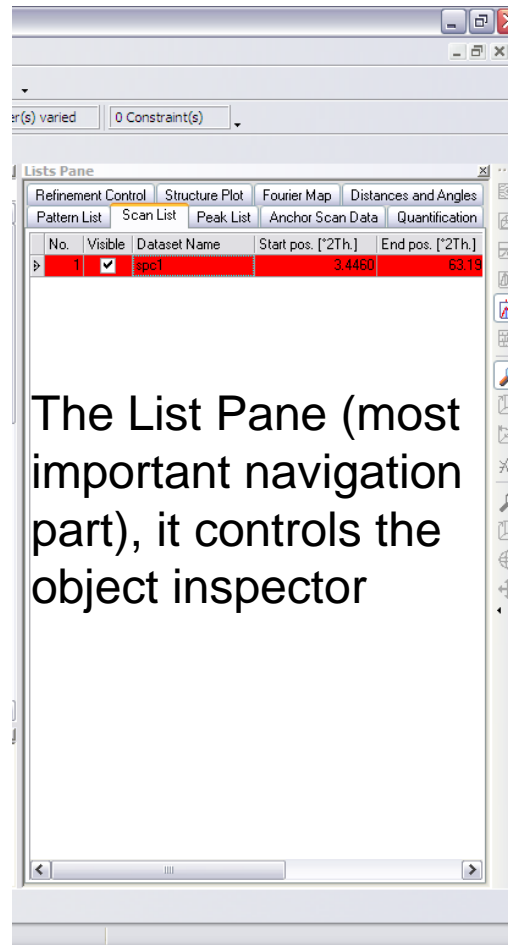 er(s) varied 0 Constraint(s)
Lists Pane
Refinement Control Structure Plot Fourier Map Distances and Angles
Pattern List Scan List Peak List Anchor Scan Data Quantification
No. Visible Dataset Name Start pos. [°2Th.] End pos. [°2Th.]
1 spc1 3.4460 63.19
The List Pane (most
important navigation
part), it controls the
object inspector